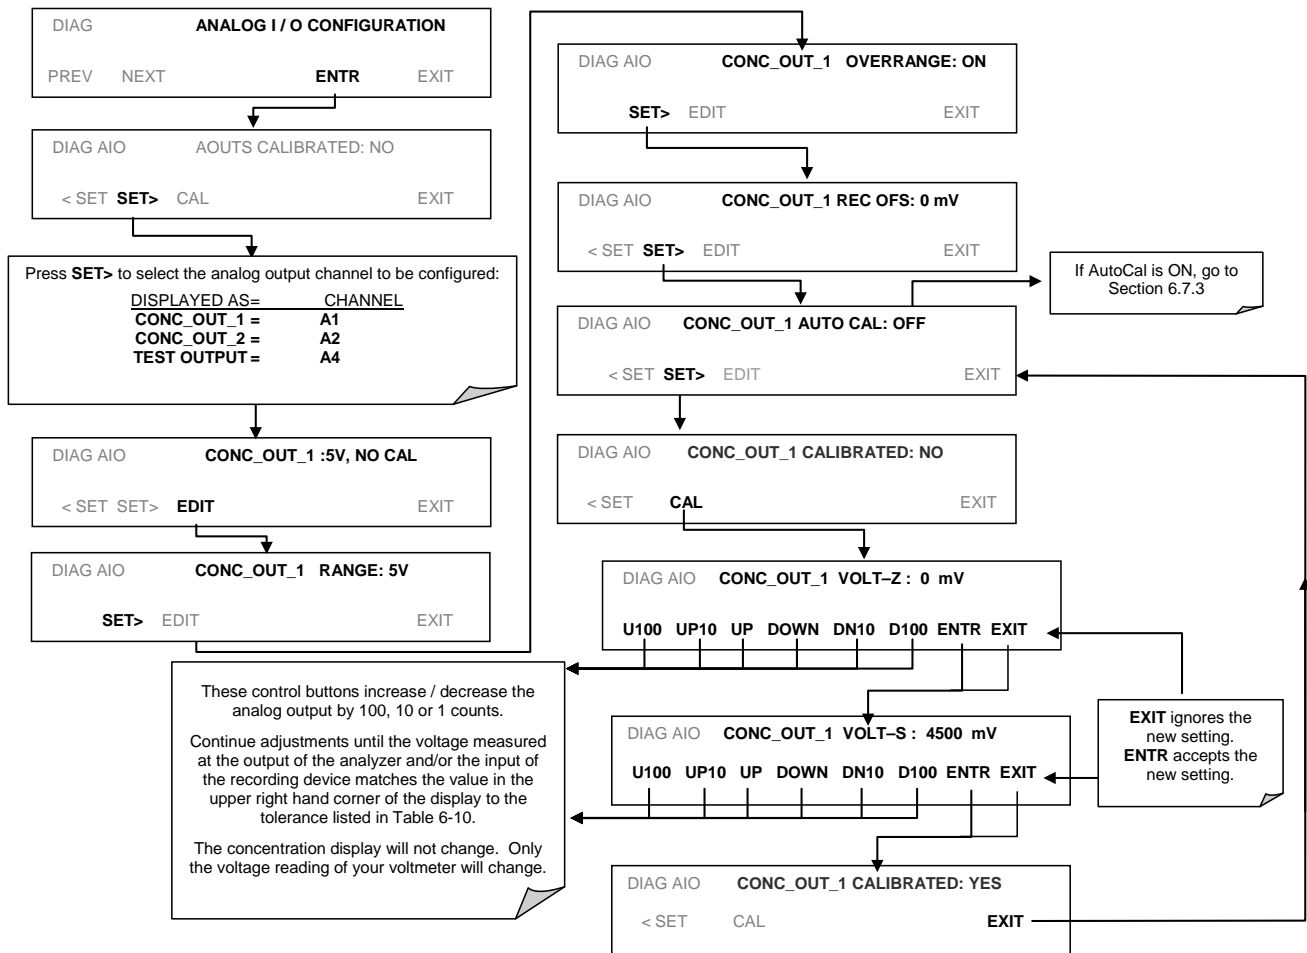 DIAG ANALOG I / O CONFIGURATION
PREV NEXT ENTR EXIT
DIAG AIO AOUTS CALIBRATED: NO
< SET SET> CAL EXIT
Press SET> to select the analog output channel to be configured:
DISPLAYED AS= CHANNEL
CONC_OUT_1 = A1
CONC_OUT_2 = A2
TEST OUTPUT = A4
DIAG AIO CONC_OUT_1 :5V, NO CAL
< SET SET> EDIT EXIT
DIAG AIO CONC_OUT_1 RANGE: 5V
SET> EDIT EXIT
These control buttons increase / decrease the
analog output by 100, 10 or 1 counts.
Continue adjustments until the voltage measured
at the output of the analyzer and/or the input of
the recording device matches the value in the
upper right hand corner of the display to the
tolerance listed in Table 6-10.
The concentration display will not change. Only
the voltage reading of your voltmeter will change.
DIAG AIO CONC_OUT_1 OVERRANGE: ON
SET> EDIT EXIT
DIAG AIO CONC_OUT_1 REC OFS: 0 mV
< SET SET> EDIT EXIT
If AutoCal is ON, go to
Section 6.7.3
DIAG AIO CONC_OUT_1 AUTO CAL: OFF
< SET SET> EDIT EXIT
DIAG AIO CONC_OUT_1 CALIBRATED: NO
< SET CAL EXIT
DIAG AIO CONC_OUT_1 VOLT–Z : 0 mV
U100 UP10 UP DOWN DN10 D100 ENTR EXIT
EXIT ignores the
new setting.
ENTR accepts the
new setting.
DIAG AIO CONC_OUT_1 VOLT–S : 4500 mV
U100 UP10 UP DOWN DN10 D100 ENTR EXIT
DIAG AIO CONC_OUT_1 CALIBRATED: YES
< SET CAL EXIT